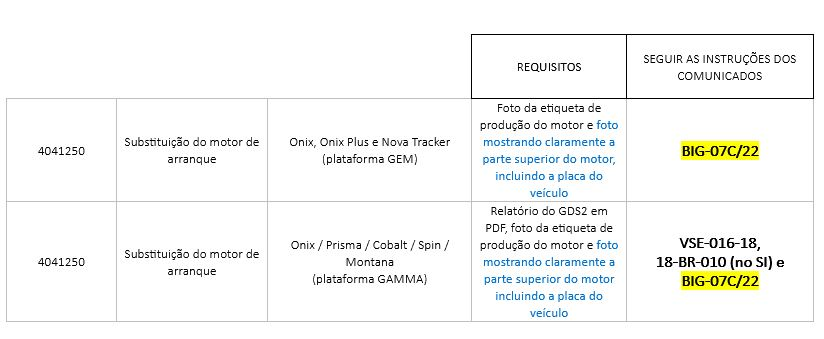 REQUISITOS
SEGUIR AS INSTRUÇÕES DOS
COMUNICADOS
4041250
Substituição do motor de
arranque
Onix, Onix Plus e Nova Tracker
(plataforma GEM)
Foto da etiqueta de
produção do motor e foto
mostrando claramente a
parte superior do motor,
incluindo a placa do
veículo
BIG-07C/22
4041250
Substituição do motor de
arranque
Onix / Prisma / Cobalt / Spin /
Montana
(plataforma GAMMA)
Relatório do GDS2 em
PDF, foto da etiqueta de
produção do motor e foto
mostrando claramente a
parte superior do motor
incluindo a placa do
veículo
VSE-016-18,
18-BR-010 (no SI) e
BIG-07C/22